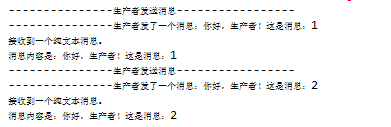 ---------------生产者发送消息-----------------
---------------生产者发了一个消息：你好，生产者！这是消息：1
接收到一个纯文本消息。
消息内容是：你好，生产者！这是消息：1
---------------生产者发送消息-----------------
---------------生产者发了一个消息：你好，生产者！这是消息：2
接收到一个纯文本消息。
消息内容是：你好，生产者！这是消息：2